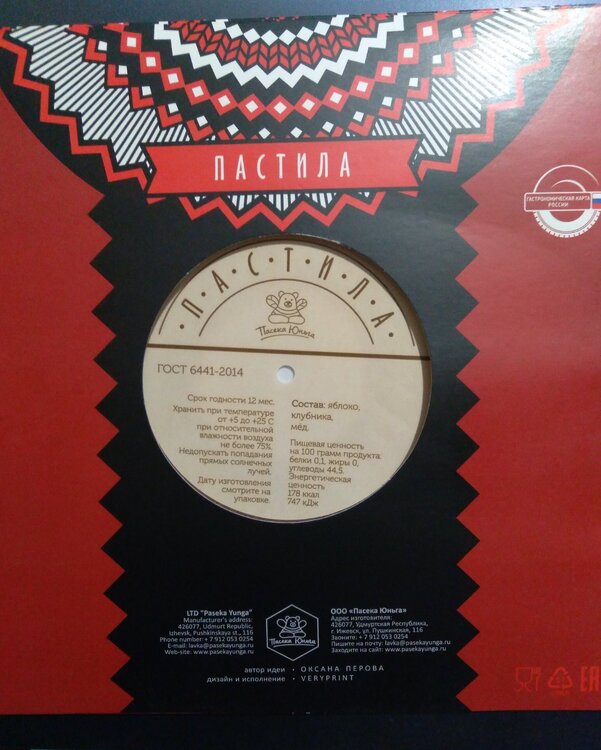 ПАСТИЛА
ГАСТРОНОМИЧЕСКАЯ КАРТА
РОССИИ
·П·А·С·Т·И·Л·А·
Пасека Юньга
ГОСТ 6441-2014
Срок годности 12 мес.
Хранить при температуре
от +5 до +25 С
при относительной
влажности воздуха
не более 75%.
Недопускать попадания
прямых солнечных
лучей.
Дату изготовления
смотрите на
упаковке.
Состав: яблоко,
клубника,
мёд.
Пищевая ценность
на 100 грамм продукта:
белки 0,1, жиры 0,
углеводы 44,5.
Энергетическая
ценность
178 ккал
747 кДж
LTD "Paseka Yunga"
Manufacturer's address:
426077, Udmurt Republic,
Izhevsk, Pushkinskaya st., 116
Phone number + 7 912 053 0254
E-mail: lavka@pasekayunga.ru
Web-site: www.pasekayunga.ru
Пасека Юньга
ООО «Пасека Юньга»
Адрес изготовителя:
426077, Удмуртская Республика,
г. Ижевск, ул. Пушкинская, 116
Звоните: + 7 912 053 0254
Пишите на почту: lavka@pasekayunga.ru
Заходите на сайт: www.pasekayunga.ru
автор идеи • ОКСАНА ПЕРОВА
дизайн и исполнение • VERYPRINT
EAC